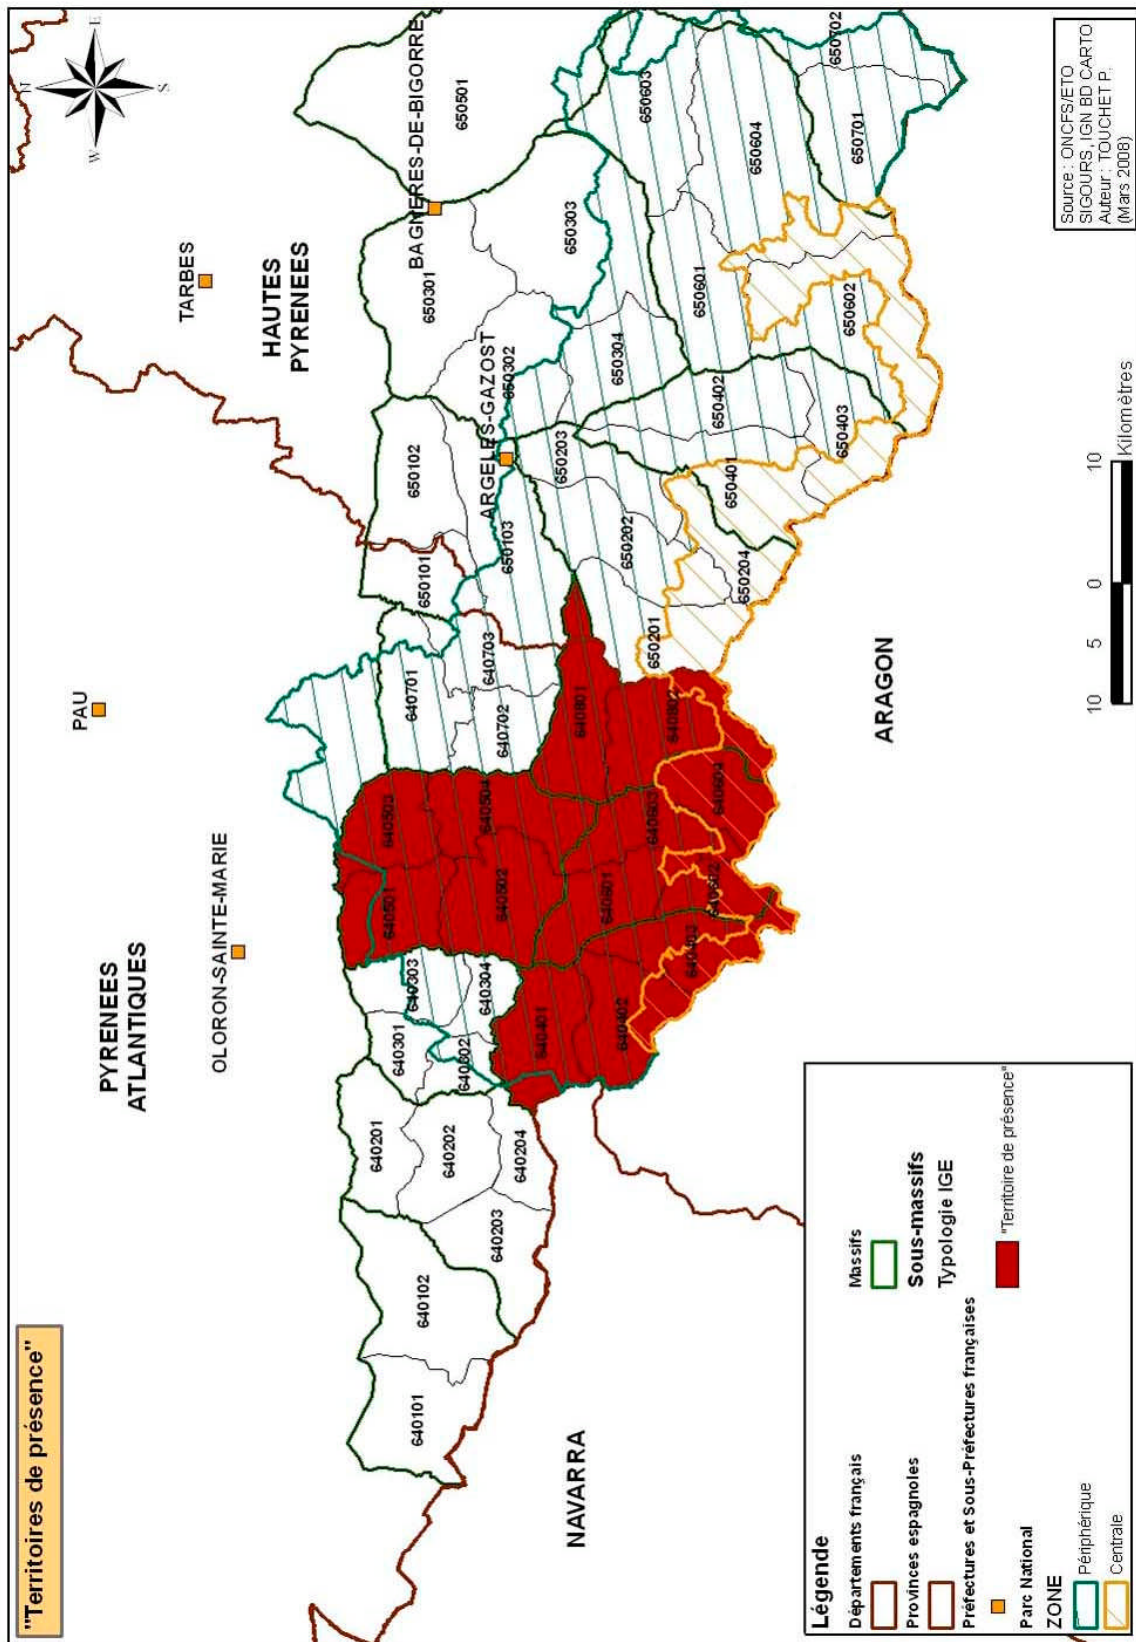 "Territoires de présence"
N
E
S
W
PYRENEES
ATLANTIQUES
PAU
TARBES
HAUTES
PYRENEES
OLORON-SAINTE-MARIE
BAGNERES-DE-BIGORRE
ARGELES-GAZOST
NAVARRA
ARAGON
640101
640102
640201
640202
640203
640204
640301
640302
640303
640304
640401
640402
640403
640501
640502
640503
640504
640601
640602
640603
640701
640702
640703
640801
640802
650101
650102
650103
650201
650202
650203
650204
650301
650302
650303
650304
650401
650402
650403
650501
650601
650602
650603
650604
650701
650702
Légende
Départements français
Provinces espagnoles
Préfectures et Sous-Préfectures françaises
Parc National
ZONE
Périphérique
Centrale
Massifs
Sous-massifs
Typologie IGE
"Territoire de présence"
10 5 0 10
Kilomètres
Source : ONCFS/ETO
SIGOURS, IGN BD CARTO
Auteur : TOUCHET P.
(Mars 2008)